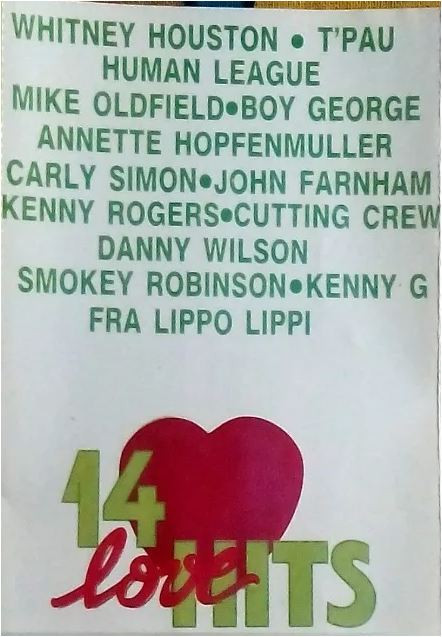 WHITNEY HOUSTON • T'PAU
HUMAN LEAGUE
MIKE OLDFIELD•BOY GEORGE
ANNETTE HOPFENMULLER
CARLY SIMON•JOHN FARNHAM
KENNY ROGERS•CUTTING CREW
DANNY WILSON
SMOKEY ROBINSON•KENNY G
FRA LIPPO LIPPI
14
love HITS